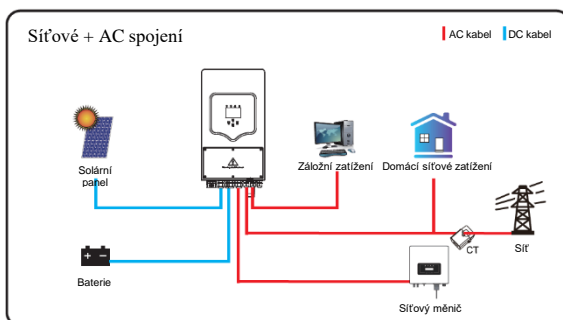 Síťové + AC spojení
AC kabel
DC kabel
Solární
panel
Záložní zatížení
Domácí síťové zatížení
CT
Síť
Baterie
Síťový měnič